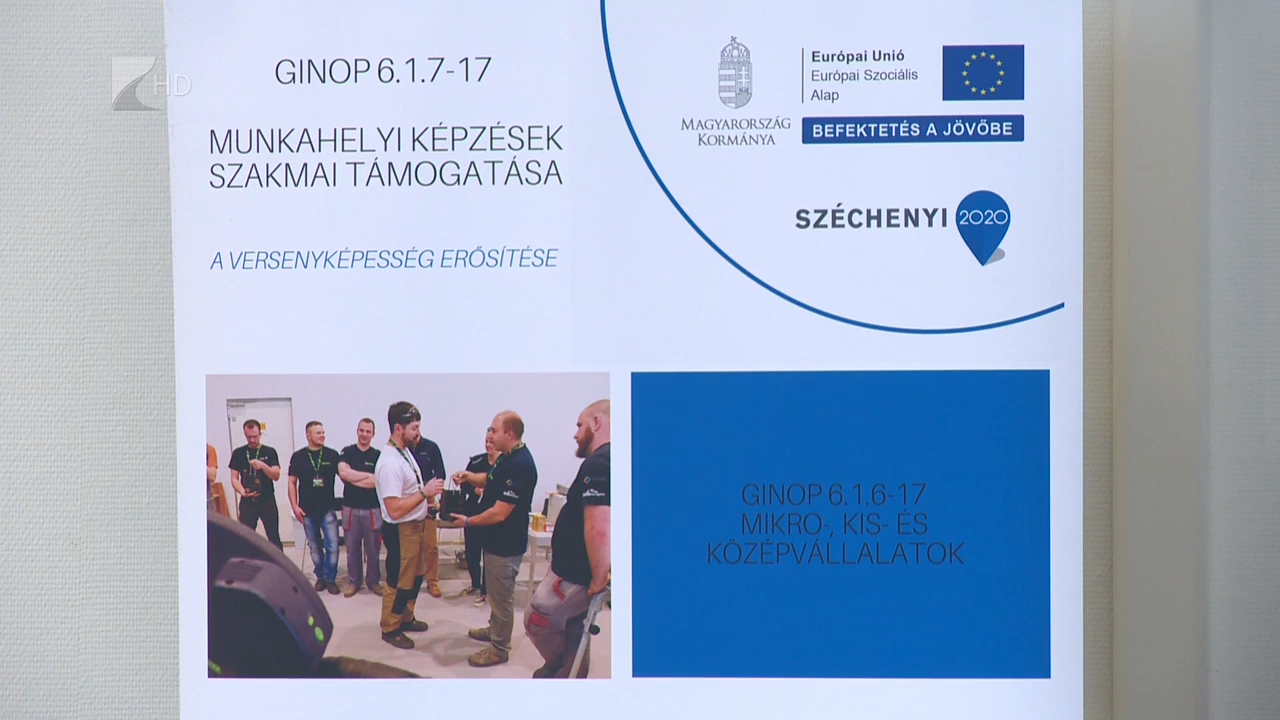 HD
GINOP 6.1.7-17
MUNKAHELYI KÉPZÉSEK
SZAKMAI TÁMOGATÁSA
A VERSENYKÉPESSÉG ERŐSÍTÉSE
MAGYARORSZÁG
KORMÁNYA
Európai Unió
Európai Szociális
Alap
BEFEKTETÉS A JÖVŐBE
SZÉCHENYI 2020
GINOP 6.1.6-17
MIKRO-, KIS- ÉS
KÖZÉPVÁLLALATOK